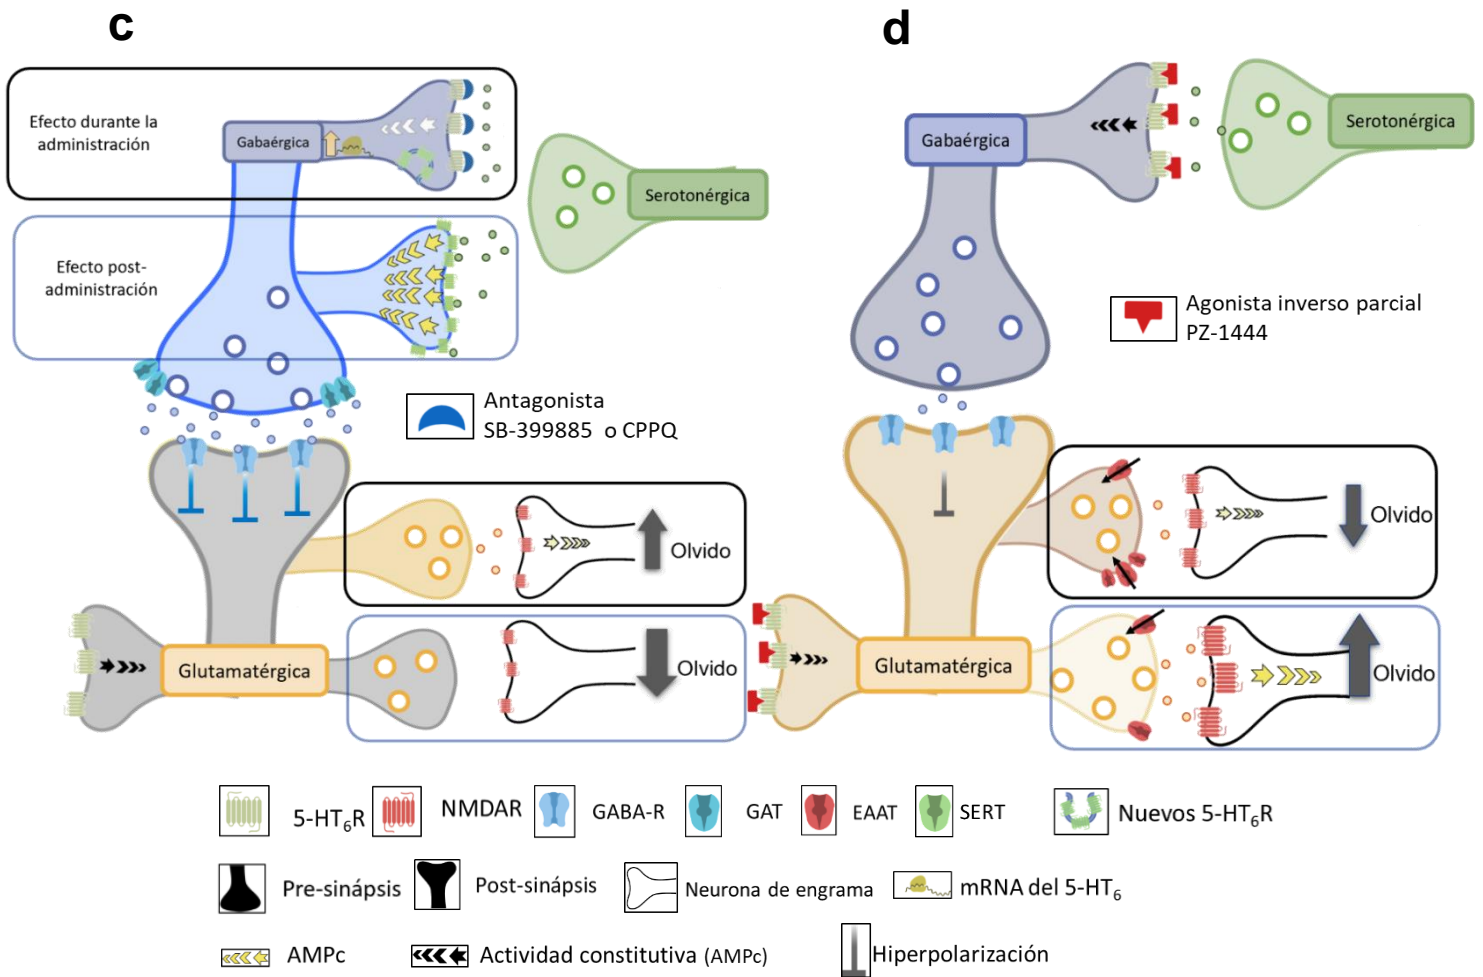 c
d
Efecto durante la
administración
Gabaérgica
Serotonérgica
Efecto post-
administración
Antagonista
SB-399885 o CPPQ
Olvido
Glutamatérgica
Olvido
Gabaérgica
Serotonérgica
Agonista inverso parcial
PZ-1444
Olvido
Glutamatérgica
Olvido
5-HT₆R
NMDAR
GABA-R
GAT
EAAT
SERT
Nuevos 5-HT₆R
Pre-sinápsis
Post-sinápsis
Neurona de engrama
mRNA del 5-HT₆
AMPc
Actividad constitutiva (AMPc)
Hiperpolarización